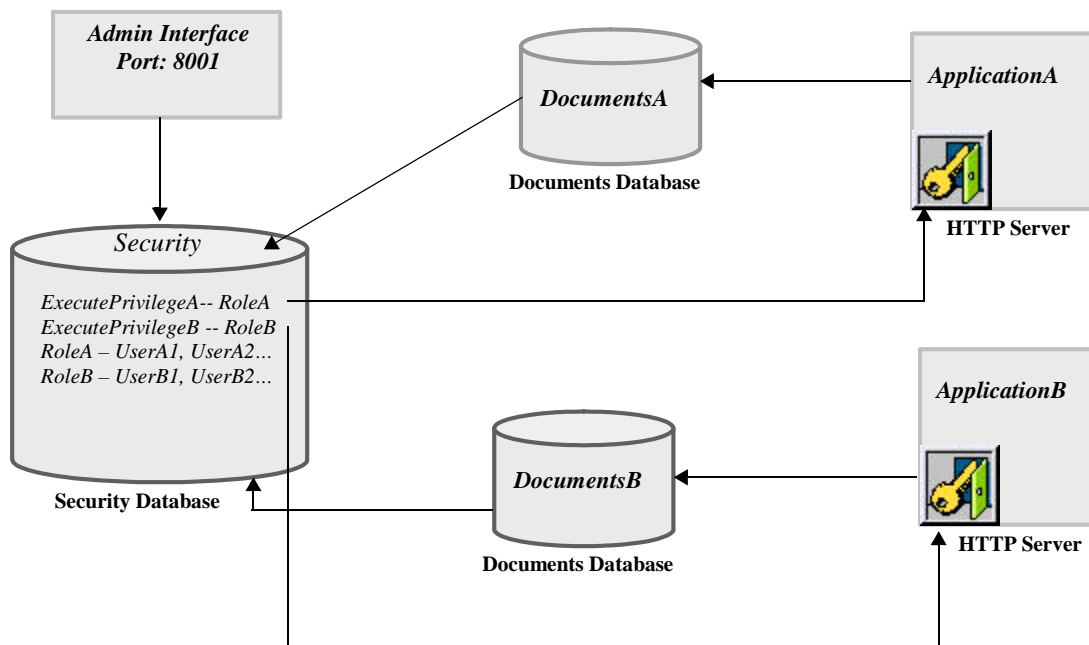 Admin Interface
Port: 8001
DocumentsA
Documents Database
ApplicationA
HTTP Server
Security
ExecutePrivilegeA-- RoleA
ExecutePrivilegeB -- RoleB
RoleA – UserA1, UserA2…
RoleB – UserB1, UserB2…
Security Database
DocumentsB
Documents Database
ApplicationB
HTTP Server